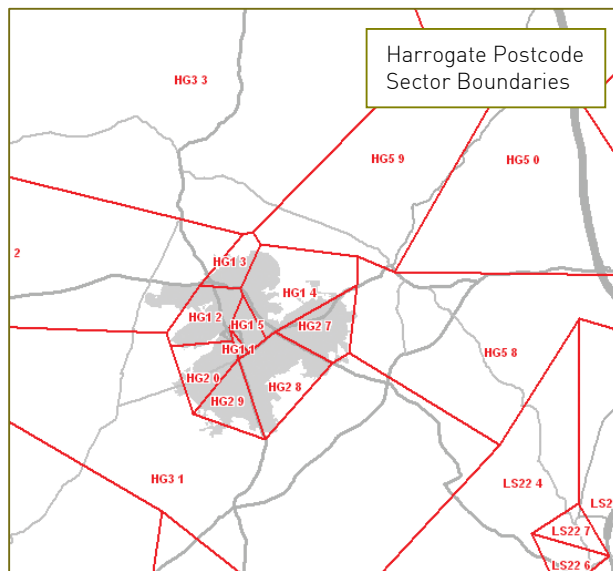 Harrogate Postcode
Sector Boundaries
HG3 3
HG5 9
HG5 0
2
HG1 3
HG1 4
HG1 2
HG1 5
HG2 7
HG1 1
HG5 8
HG2 0
HG2 8
HG2 9
HG3 1
LS22 4
LS2
LS22 7
LS22 6